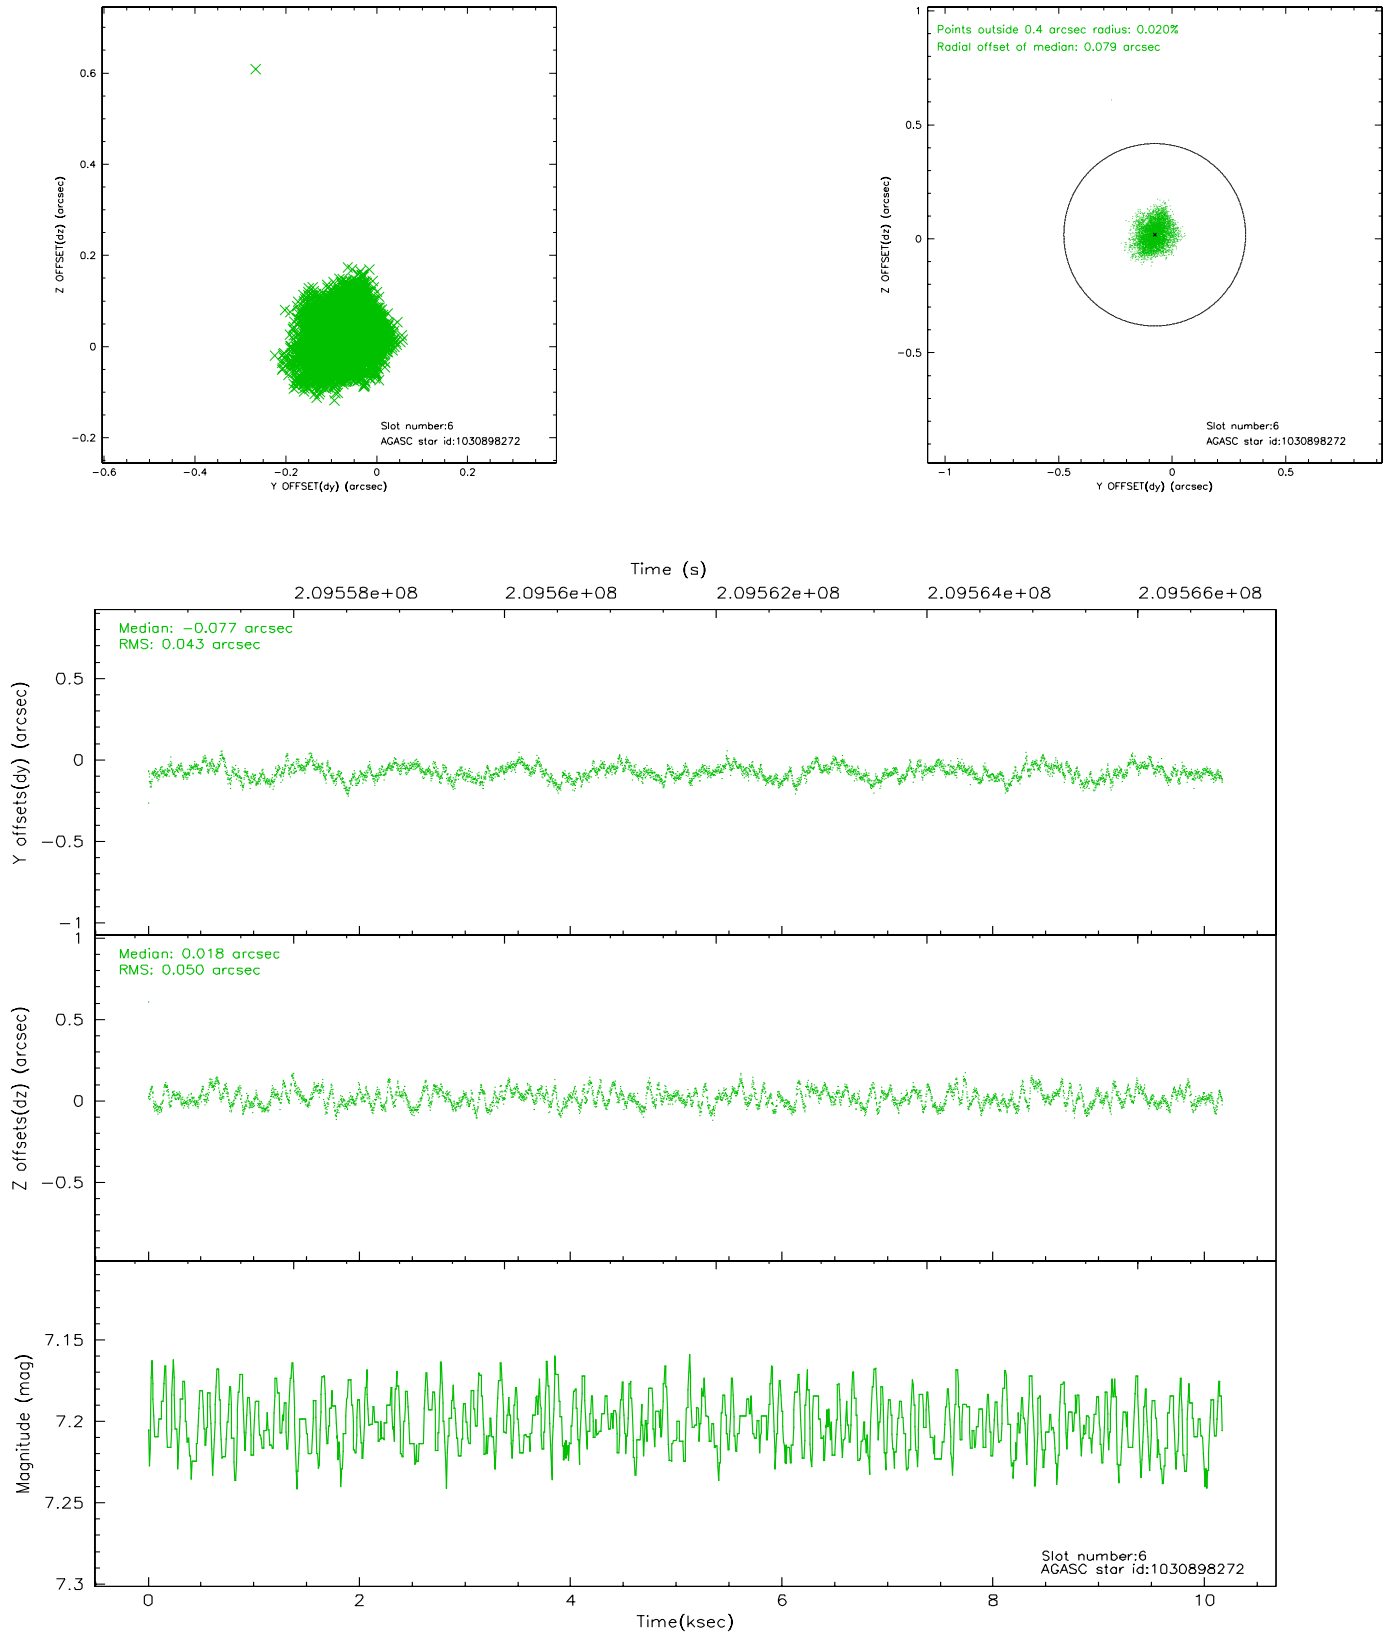 0.6
0.4
0.2
0
−0.2
Z OFFSET(dz) (arcsec)
Slot number:6
AGASC star id:1030898272
−0.6 −0.4 −0.2 0 0.2
Y OFFSET(dy) (arcsec)
Points outside 0.4 arcsec radius: 0.020%
Radial offset of median: 0.079 arcsec
1
0.5
0
−0.5
Z OFFSET(dz) (arcsec)
Slot number:6
AGASC star id:1030898272
−1 −0.5 0 0.5
Y OFFSET(dy) (arcsec)
Time (s)
2.09558e+08 2.0956e+08 2.09562e+08 2.09564e+08 2.09566e+08
Median: −0.077 arcsec
RMS: 0.043 arcsec
0.5
0
−0.5
−1
Y offsets(dy) (arcsec)
Median: 0.018 arcsec
RMS: 0.050 arcsec
1
0.5
0
−0.5
Z offsets(dz) (arcsec)
7.15
7.2
7.25
7.3
Magnitude (mag)
Slot number:6
AGASC star id:1030898272
0 2 4 6 8 10
Time(ksec)